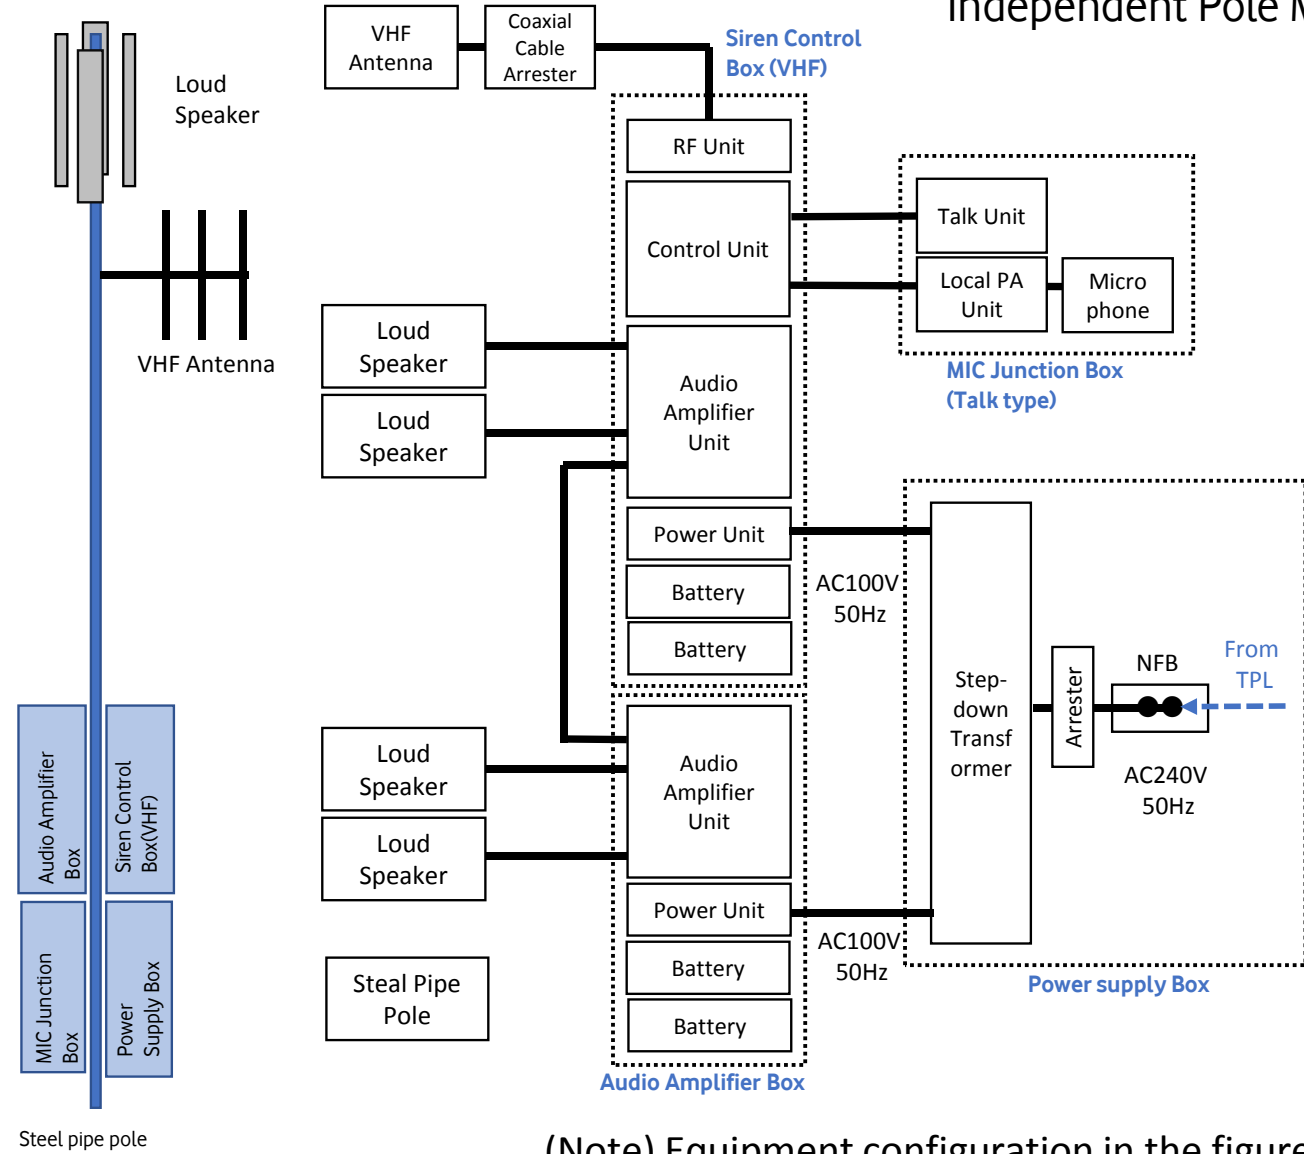 Independent Pole M
Loud
Speaker
VHF Antenna
Audio Amplifier
Box
Siren Control
Box(VHF)
MIC Junction
Box
Power
Supply Box
Steel pipe pole
VHF
Antenna
Coaxial
Cable
Arrester
Siren Control
Box (VHF)
RF Unit
Control Unit
Talk Unit
Local PA
Unit
Micro
phone
MIC Junction Box
(Talk type)
Loud
Speaker
Loud
Speaker
Audio
Amplifier
Unit
Power Unit
Battery
Battery
AC100V
50Hz
Step-
down
Transf
ormer
Arrester
NFB
From
TPL
AC240V
50Hz
Power supply Box
Loud
Speaker
Loud
Speaker
Audio
Amplifier
Unit
Power Unit
Battery
Battery
AC100V
50Hz
Audio Amplifier Box
Steal Pipe
Pole
(Note) Equipment configuration in the figure